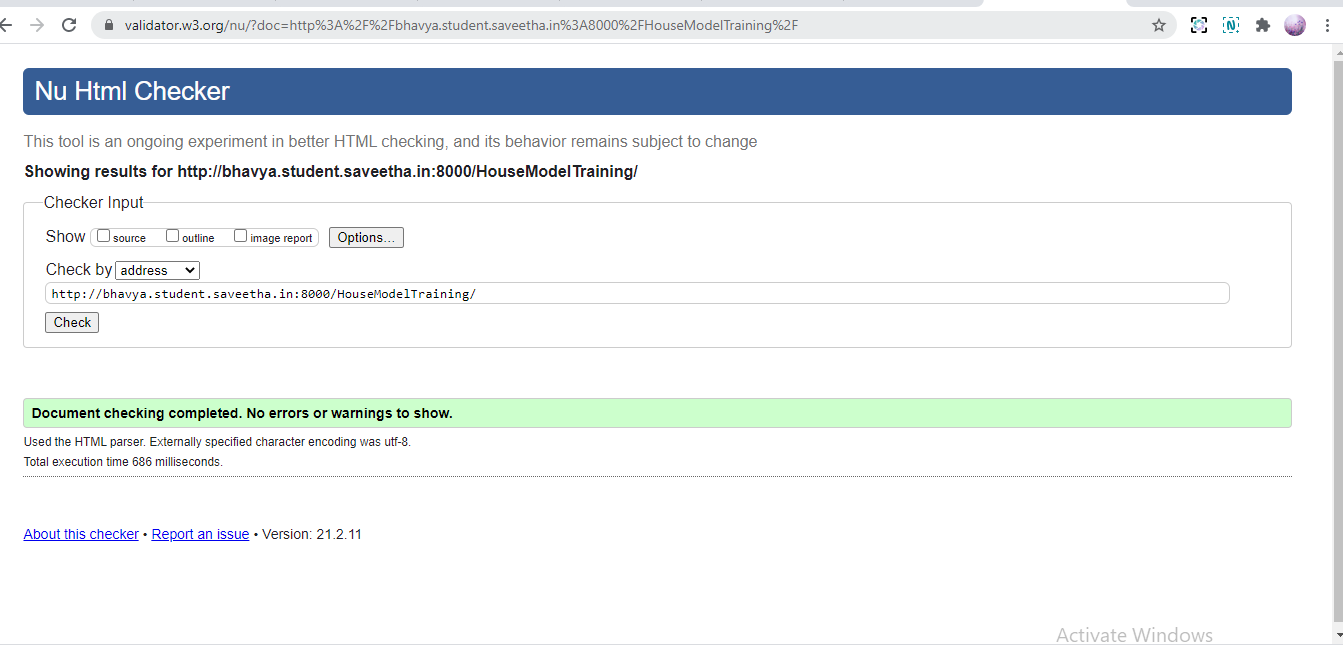 validator.w3.org/nu/?doc=http%3A%2F%2Fbhavya.student.saveetha.in%3A8000%2FHouseModelTraining%2F
Nu Html Checker
This tool is an ongoing experiment in better HTML checking, and its behavior remains subject to change
Showing results for http://bhavya.student.saveetha.in:8000/HouseModelTraining/
Checker Input
Show source outline image report Options...
Check by address
http://bhavya.student.saveetha.in:8000/HouseModelTraining/
Check
Document checking completed. No errors or warnings to show.
Used the HTML parser. Externally specified character encoding was utf-8.
Total execution time 686 milliseconds.
About this checker • Report an issue • Version: 21.2.11
Activate Windows